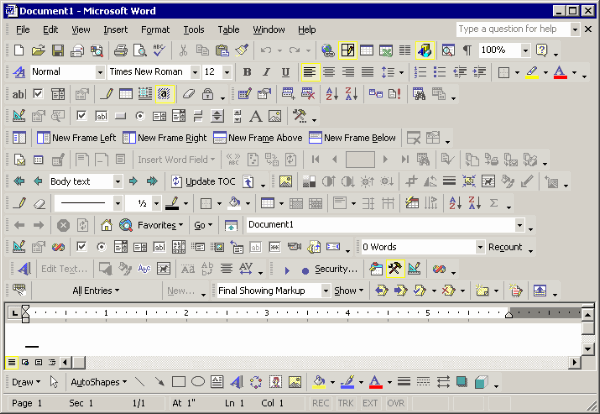 Document1 - Microsoft Word
File Edit View Insert Format Tools Table Window Help Type a question for help
100%
Normal Times New Roman 12 B I U
ab|
New Frame Left New Frame Right New Frame Above New Frame Below
Insert Word Field
Body text Update TOC
½
Favorites Go Document1
0 Words Recount
Edit Text... Aa Security...
All Entries New... Final Showing Markup Show
L 1 2 3 4 5
Draw AutoShapes
Page 1 Sec 1 1/1 At 1" Ln 1 Col 1 REC TRK EXT OVR